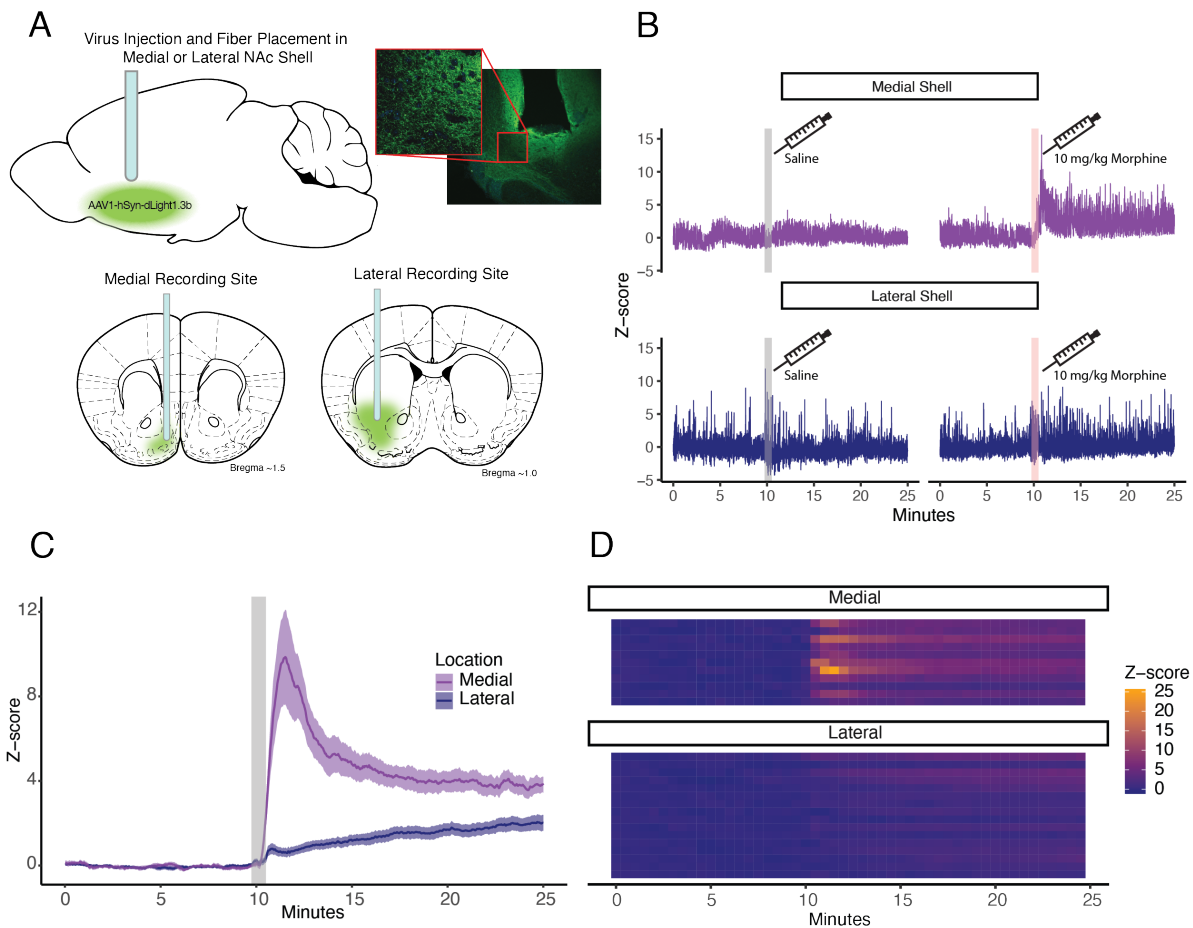 A
Virus Injection and Fiber Placement in
Medial or Lateral NAc Shell
AAV1-hSyn-dLight1.3b
Medial Recording Site
Lateral Recording Site
Bregma ~1.5
Bregma ~1.0
B
Medial Shell
Saline
10 mg/kg Morphine
15
10
5
0
−5
Z−score
Lateral Shell
Saline
10 mg/kg Morphine
15
10
5
0
−5
0 5 10 15 20 25
0 5 10 15 20 25
Minutes
C
12
8
4
0
Z−score
Location
Medial
Lateral
0 5 10 15 20 25
Minutes
D
Medial
Lateral
Z−score
25
20
15
10
5
0
0 5 10 15 20 25
Minutes